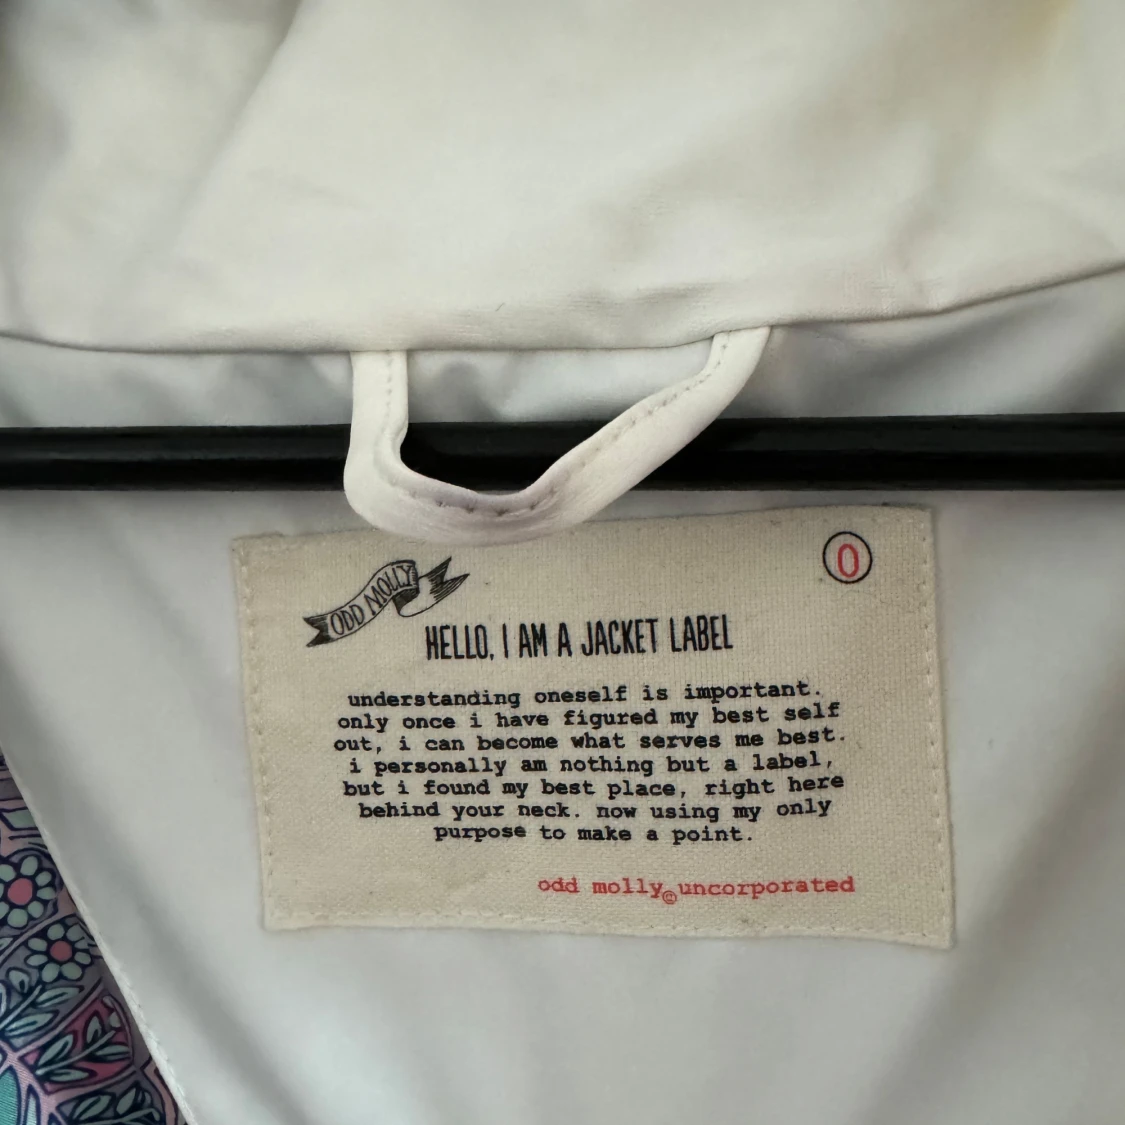 ODD MOLLY
0
HELLO, I AM A JACKET LABEL
understanding oneself is important.
only once i have figured my best self
out, i can become what serves me best.
i personally am nothing but a label,
but i found my best place, right here
behind your neck. now using my only
purpose to make a point.
odd molly©uncorporated